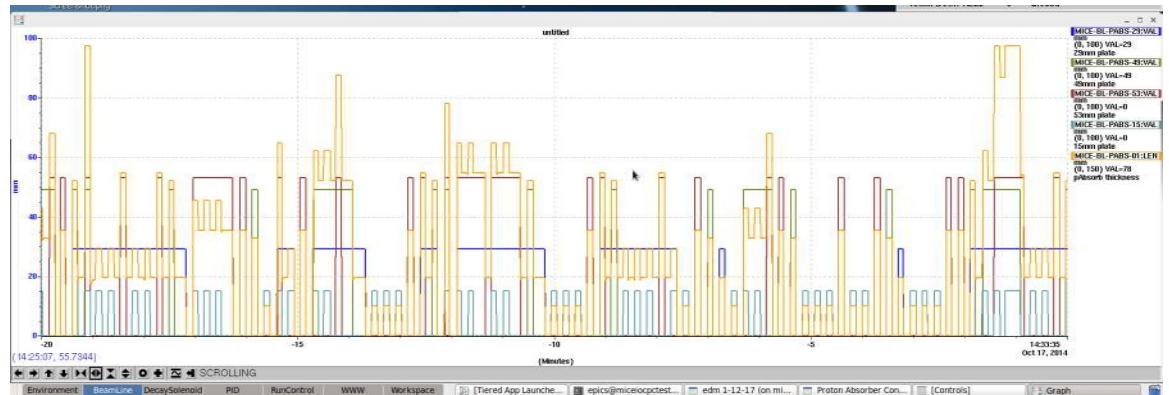 untitled
MICE-BL-PABS-29:VAL
mm
(0, 100) VAL=29
29mm plate
MICE-BL-PABS-49:VAL
mm
(0, 100) VAL=49
49mm plate
MICE-BL-PABS-53:VAL
mm
(0, 100) VAL=0
53mm plate
MICE-BL-PABS-15:VAL
mm
(0, 100) VAL=0
15mm plate
MICE-BL-PABS-01:LEN
mm
(0, 150) VAL=78
pAbsorb thickness
100
80
60
mm
40
20
0
-20 -15 -10 -5 14:33:35
Oct 17, 2014
(Minutes)
(14:25:07, 55.7344)
SCROLLING
Environment BeamLine DecaySolenoid PID RunControl WWW Workspace [Tiered App Launche... epics@miceiocpctest... edm 1-12-17 (on mi... Proton Absorber Con... [Controls] Graph